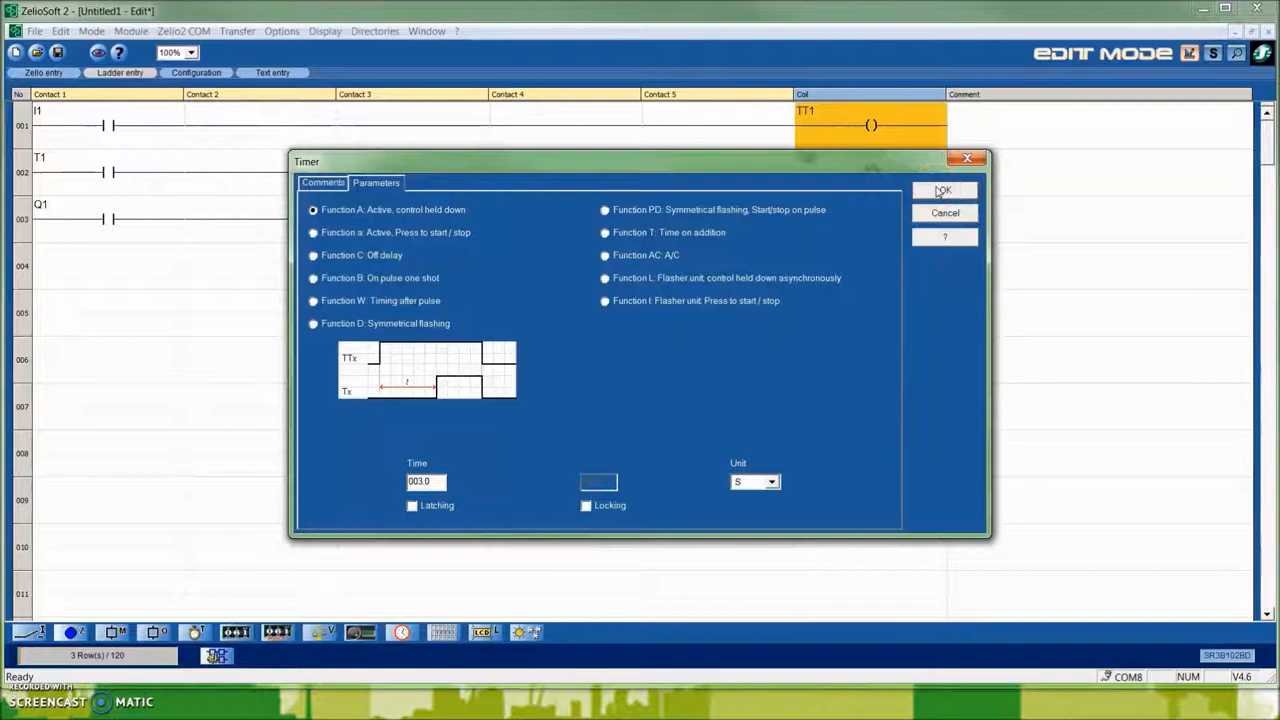 ZelioSoft 2 - [Untitled1 - Edit*]
File Edit Mode Module Zelio2 COM Transfer Options Display Directories Window ?
100% EDIT MODE S
Zelio entry Ladder entry Configuration Text entry
No Contact 1 Contact 2 Contact 3 Contact 4 Contact 5 Coil Comment
I1 TT1
001
T1
002
Q1
003
004
005
006
007
008
009
010
011
Timer
Comments Parameters
OK
Cancel
?
Function A: Active, control held down
Function a: Active, Press to start / stop
Function C: Off delay
Function B: On pulse one shot
Function W: Timing after pulse
Function D: Symmetrical flashing
Function PD: Symmetrical flashing, Start/stop on pulse
Function T: Time on addition
Function AC: A/C
Function L: Flasher unit; control held down asynchronously
Function l: Flasher unit: Press to start / stop
TTx
t
Tx
Time Unit
003.0 S
Latching Locking
3 Row(s) / 120 SR3B102BD
Ready COM8 NUM V4.6
RECORDED WITH
SCREENCAST MATIC